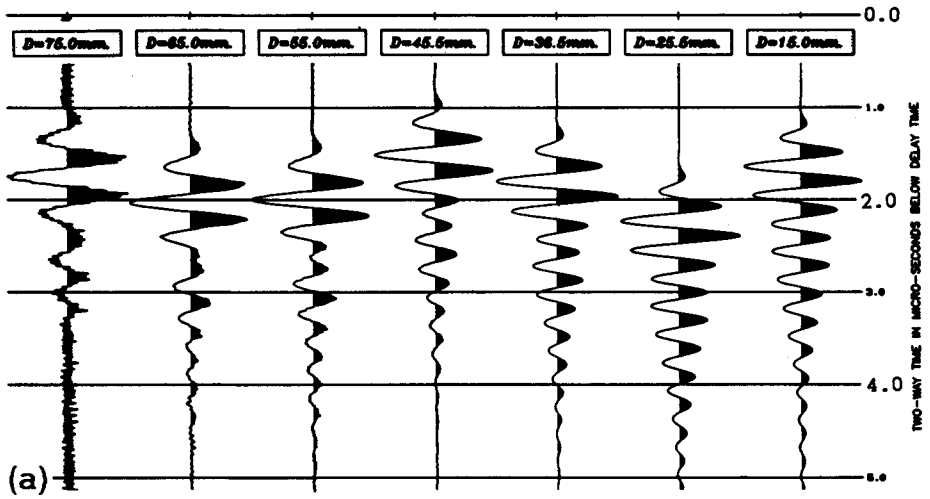 0.0
D=75.0mm. D=65.0mm. D=55.0mm. D=45.5mm. D=36.5mm. D=25.5mm. D=15.0mm.
1.0
2.0
3.0
4.0
5.0
TWO-WAY TIME IN MICRO-SECONDS BELOW DELAY TIME
(a)